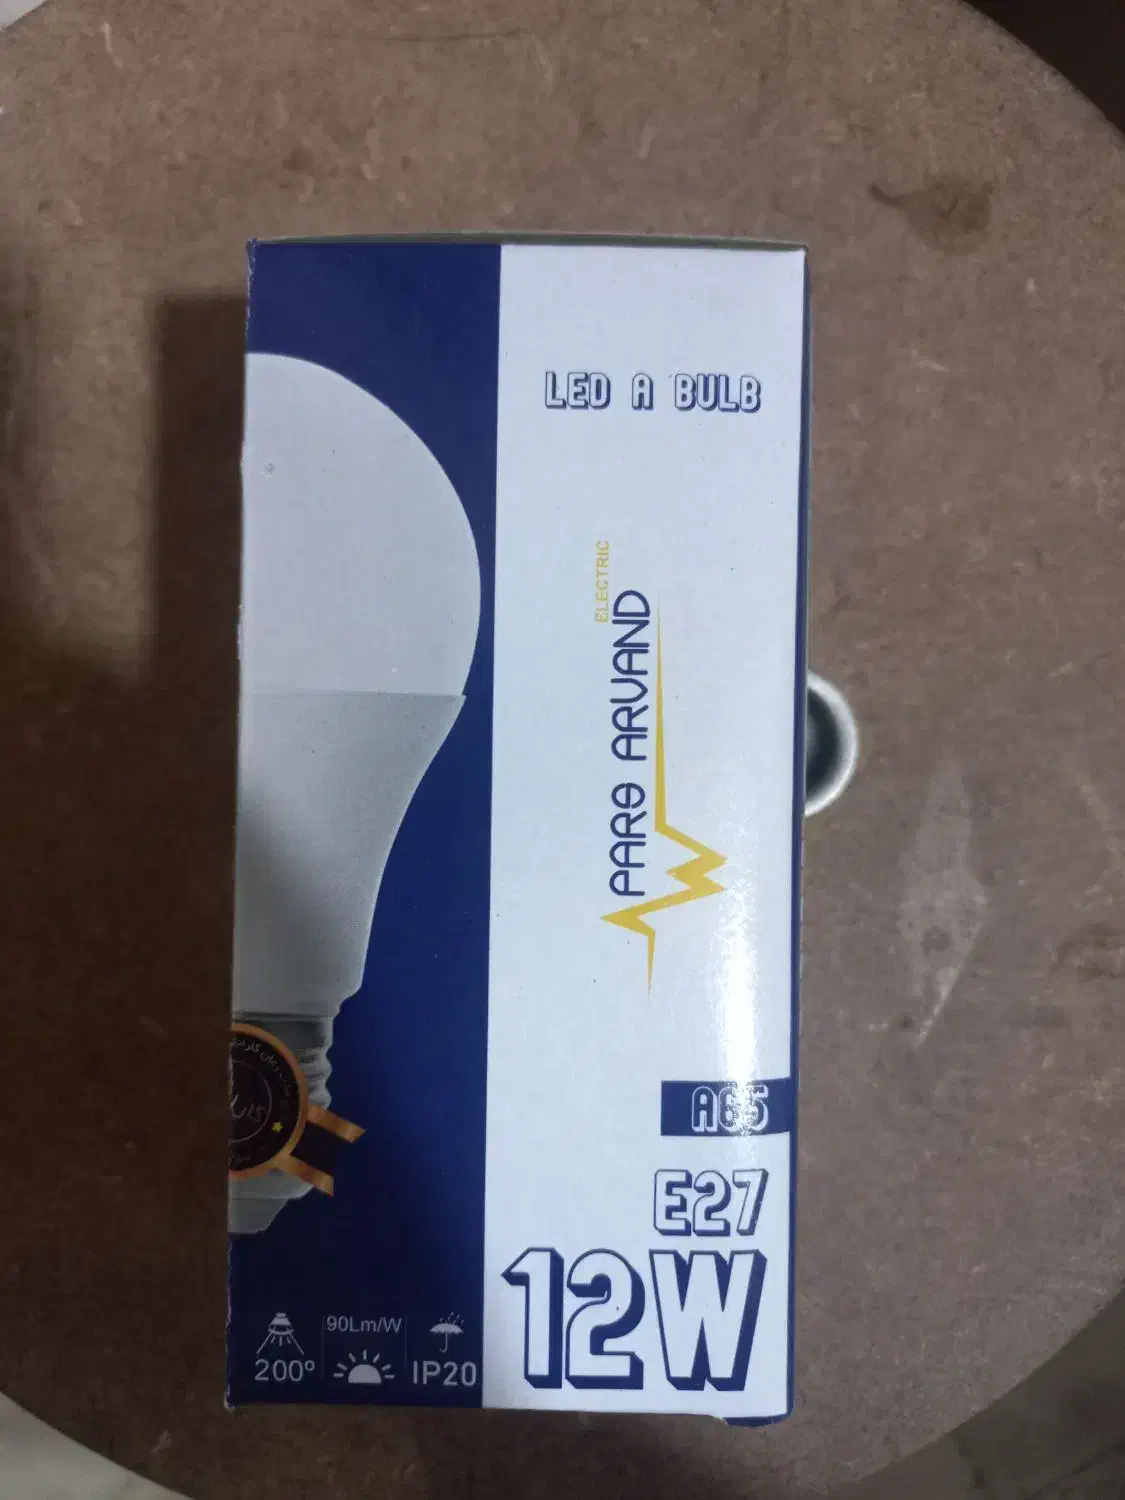 LED A BULB
ELECTRIC
PARS ARVAND
A65
E27
12W
90Lm/W
200°
IP20